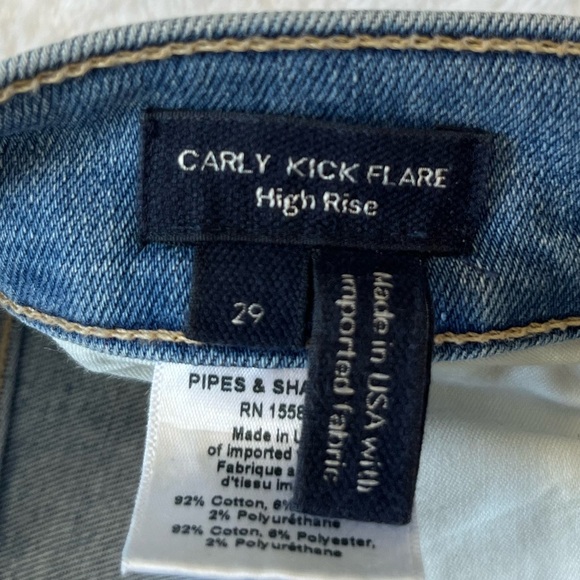 CARLY KICK FLARE
High Rise
29
Made in USA with
imported fabric
PIPES & SHA
RN 1558
Made in U
of Imported
Fabrique a
d'tissu im
92% Cotton, 6%
2% Polyuréthane
92% Coton, 6% Polyester,
2% Polyuréthane